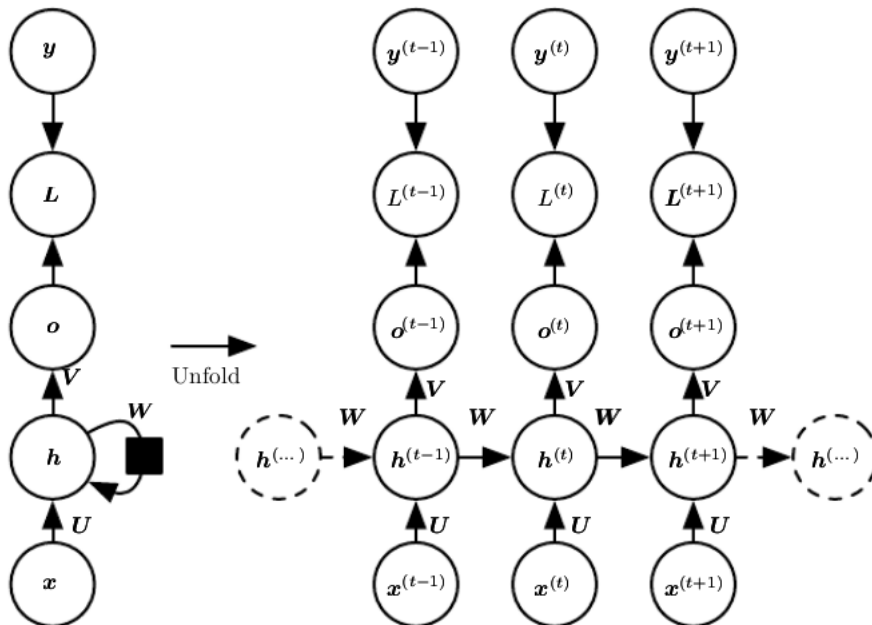 y y^(t−1) y^(t) y^(t+1)
L L^(t−1) L^(t) L^(t+1)
o o^(t−1) o^(t) o^(t+1)
Unfold
V V V V
W W W W W
h h^(...) h^(t−1) h^(t) h^(t+1) h^(...)
U U U U
x x^(t−1) x^(t) x^(t+1)